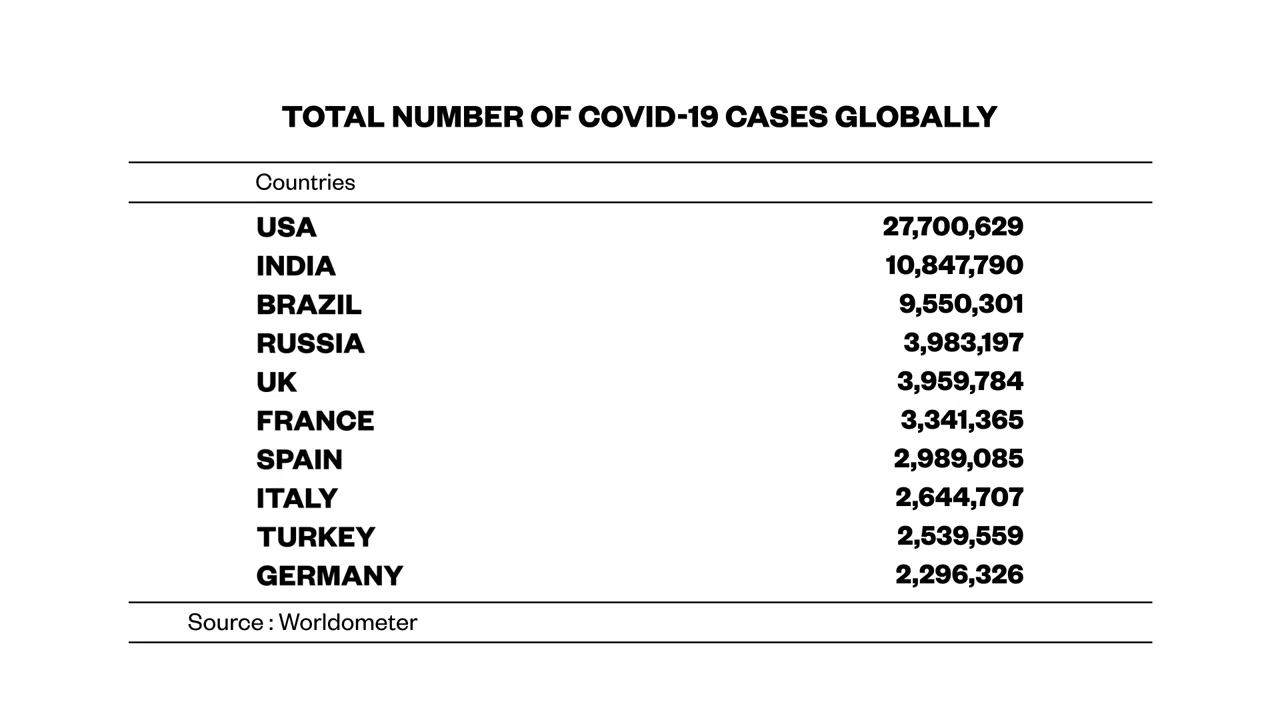 TOTAL NUMBER OF COVID-19 CASES GLOBALLY
Countries
USA 27,700,629
INDIA 10,847,790
BRAZIL 9,550,301
RUSSIA 3,983,197
UK 3,959,784
FRANCE 3,341,365
SPAIN 2,989,085
ITALY 2,644,707
TURKEY 2,539,559
GERMANY 2,296,326
Source : Worldometer